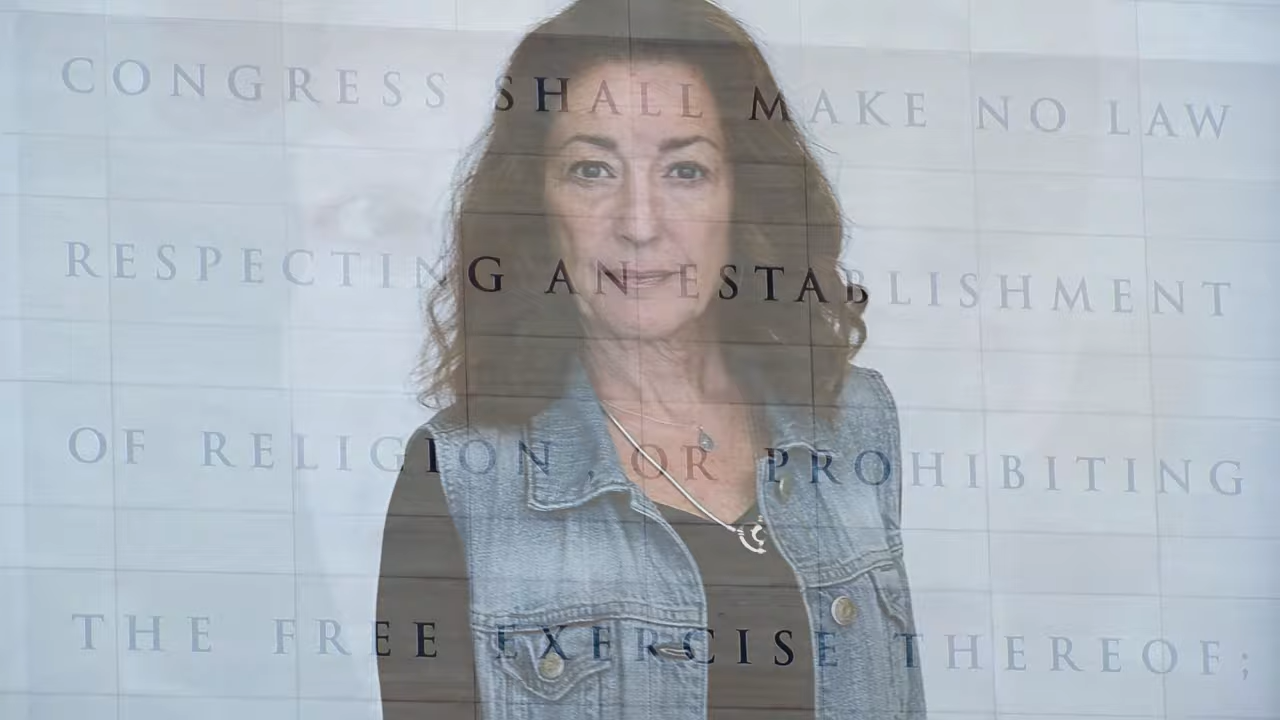 CONGRESS SHALL MAKE NO LAW
RESPECTING AN ESTABLISHMENT
OF RELIGION, OR PROHIBITING
THE FREE EXERCISE THEREOF;